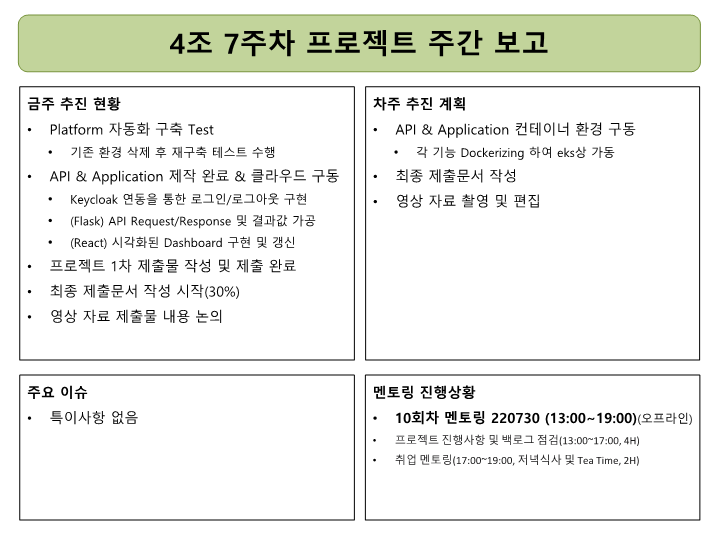 4조 7주차 프로젝트 주간 보고
금주 추진 현황
• Platform 자동화 구축 Test
• 기존 환경 삭제 후 재구축 테스트 수행
• API & Application 제작 완료 & 클라우드 구동
• Keycloak 연동을 통한 로그인/로그아웃 구현
• (Flask) API Request/Response 및 결과값 가공
• (React) 시각화된 Dashboard 구현 및 갱신
• 프로젝트 1차 제출물 작성 및 제출 완료
• 최종 제출문서 작성 시작(30%)
• 영상 자료 제출물 내용 논의
차주 추진 계획
• API & Application 컨테이너 환경 구동
• 각 기능 Dockerizing 하여 eks상 가동
• 최종 제출문서 작성
• 영상 자료 촬영 및 편집
주요 이슈
• 특이사항 없음
멘토링 진행상황
• 10회차 멘토링 220730 (13:00~19:00)(오프라인)
• 프로젝트 진행사항 및 백로그 점검(13:00~17:00, 4H)
• 취업 멘토링(17:00~19:00, 저녁식사 및 Tea Time, 2H)